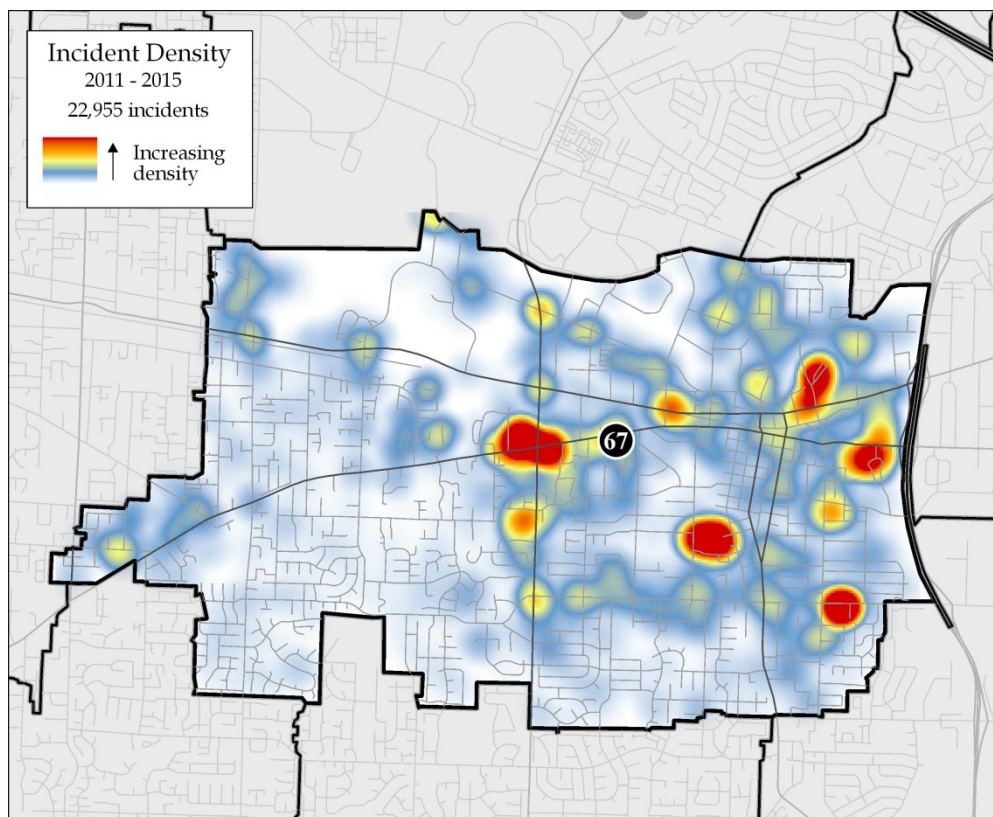 Incident Density
2011 - 2015
22,955 incidents
Increasing
density
67